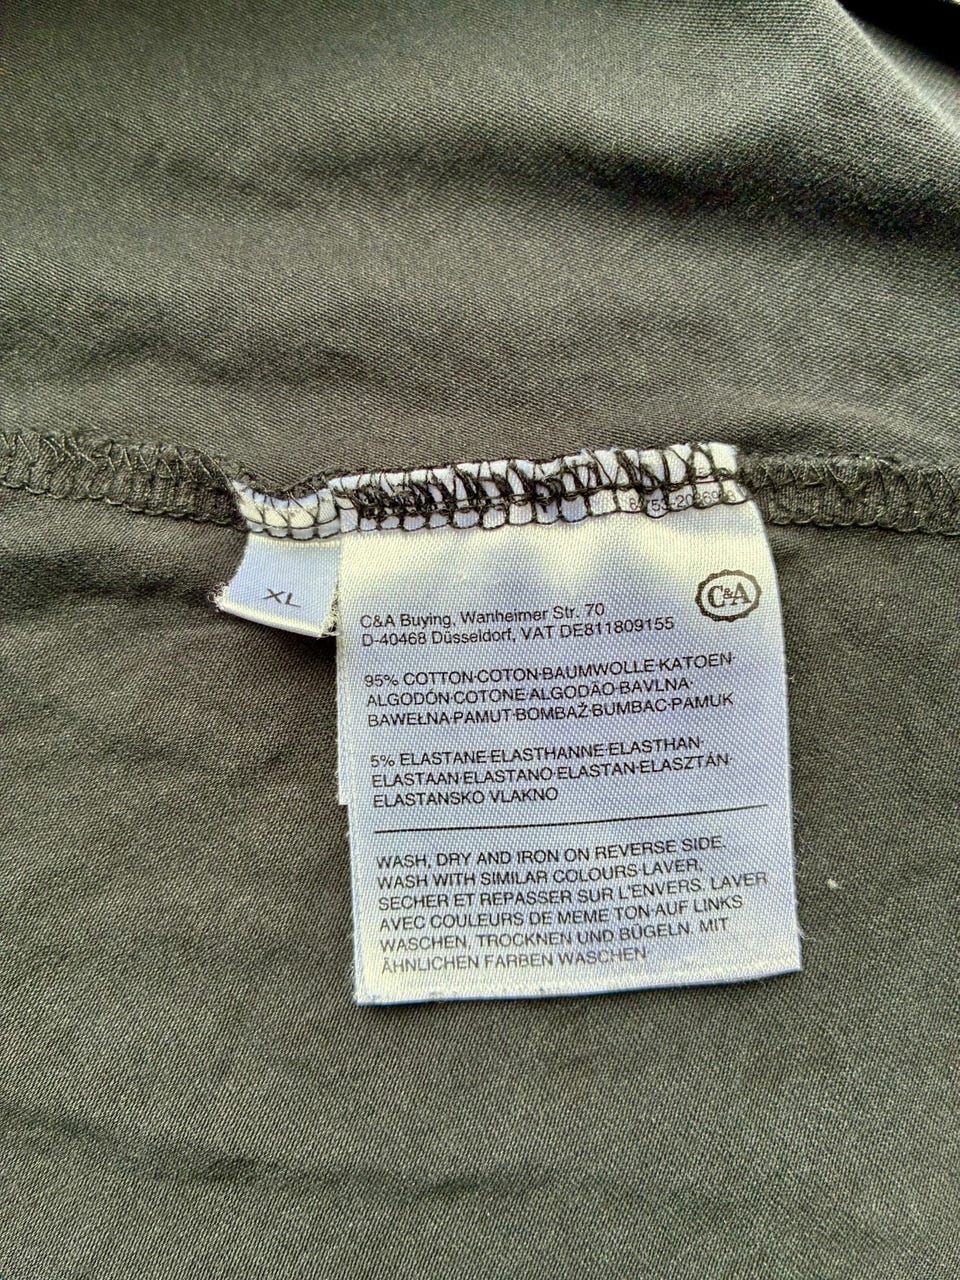 XL
C&A
C&A Buying, Wanheimer Str. 70
D-40468 Düsseldorf, VAT DE811809155
95% COTTON·COTON·BAUMWOLLE·KATOEN·
ALGODÓN·COTONE·ALGODÃO·BAVLNA·
BAWEŁNA·PAMUT·BOMBAŽ·BUMBAC·PAMUK
5% ELASTANE·ELASTHANNE·ELASTHAN·
ELASTAAN·ELASTANO·ELASTAN·ELASZTÁN·
ELASTANSKO VLAKNO
WASH, DRY AND IRON ON REVERSE SIDE.
WASH WITH SIMILAR COLOURS·LAVER,
SECHER ET REPASSER SUR L'ENVERS. LAVER
AVEC COULEURS DE MEME TON·AUF LINKS
WASCHEN, TROCKNEN UND BÜGELN. MIT
ÄHNLICHEN FARBEN WASCHEN·